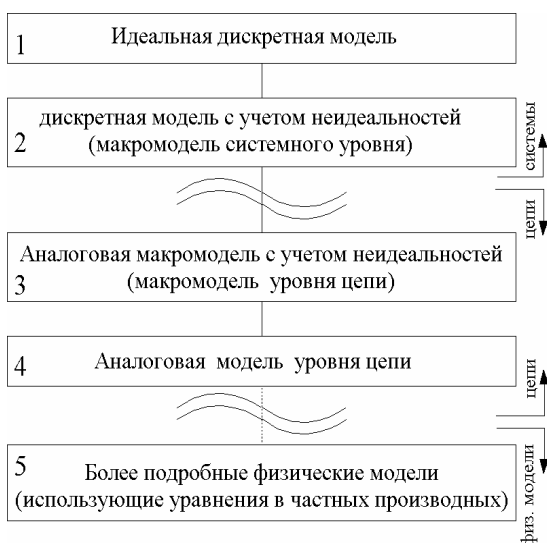 1
Идеальная дискретная модель
2
дискретная модель с учетом неидеальностей
(макромодель системного уровня)
системы
цепи
3
Аналоговая макромодель с учетом неидеальностей
(макромодель уровня цепи)
4
Аналоговая модель уровня цепи
цепи
физ. модели
5
Более подробные физические модели
(использующие уравнения в частных производных)